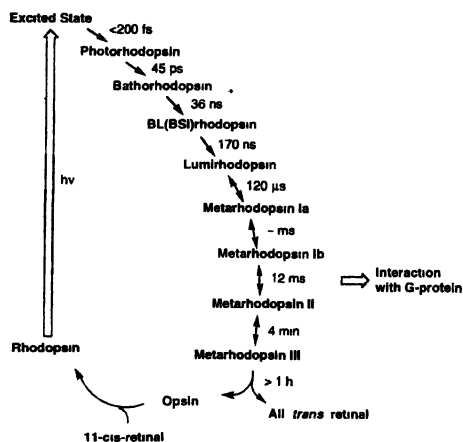 Excited State
<200 fs
Photorhodopsin
45 ps
Bathorhodopsin
36 ns
BL(BSI)rhodopsin
170 ns
Lumirhodopsin
hν
120 μs
Metarhodopsin Ia
~ ms
Metarhodopsin Ib
12 ms
Interaction
with G-protein
Metarhodopsin II
4 min
Rhodopsin
Metarhodopsin III
> 1 h
Opsin
All trans retinal
11-cis-retinal